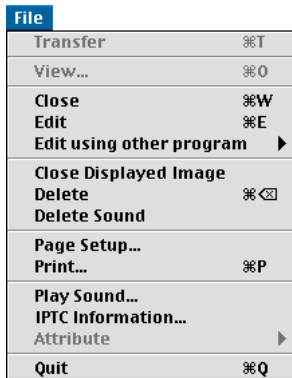 File
Transfer ⌘T
View... ⌘O
Close ⌘W
Edit ⌘E
Edit using other program ▶
Close Displayed Image
Delete ⌘⌫
Delete Sound
Page Setup...
Print... ⌘P
Play Sound...
IPTC Information...
Attribute ▶
Quit ⌘Q